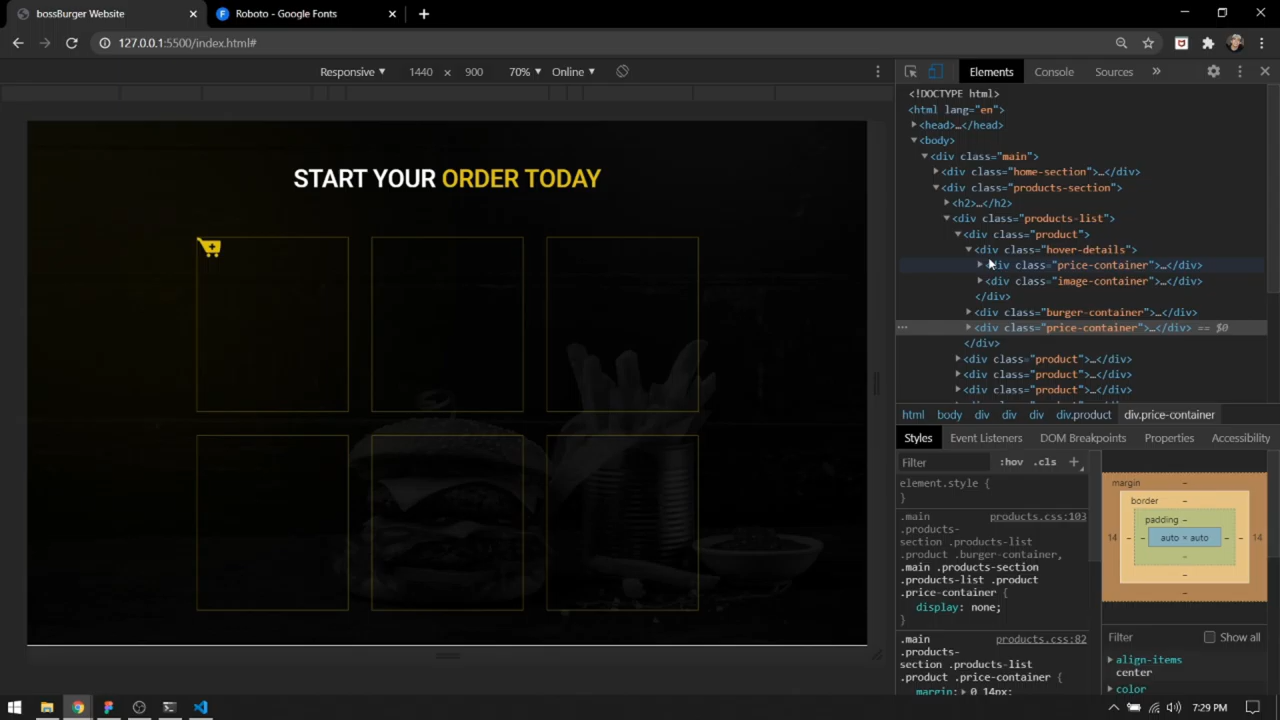 bossBurger Website
Roboto - Google Fonts
127.0.0.1:5500/index.html#
Responsive ▼ 1440 × 900 70% ▼ Online ▼
Elements Console Sources »
START YOUR ORDER TODAY
<!DOCTYPE html>
<html lang="en">
<head>…</head>
<body>
<div class="main">
<div class="home-section">…</div>
<div class="products-section">
<h2>…</h2>
<div class="products-list">
<div class="product">
<div class="hover-details">
<div class="price-container">…</div>
<div class="image-container">…</div>
</div>
<div class="burger-container">…</div>
<div class="price-container">…</div> == $0
</div>
<div class="product">…</div>
<div class="product">…</div>
<div class="product">…</div>
html body div div div div.product div.price-container
Styles Event Listeners DOM Breakpoints Properties Accessibility
Filter :hov .cls +
element.style {
}
.main products.css:103
.products-
section .products-list
.product .burger-container,
.main .products-section
.products-list .product
.price-container {
display: none;
}
.main products.css:82
.products-
section .products-list
.product .price-container {
margin: 0 14px;
margin -
border -
padding -
14 - - auto × auto - - 14
-
-
-
Filter Show all
align-items
center
color
7:29 PM